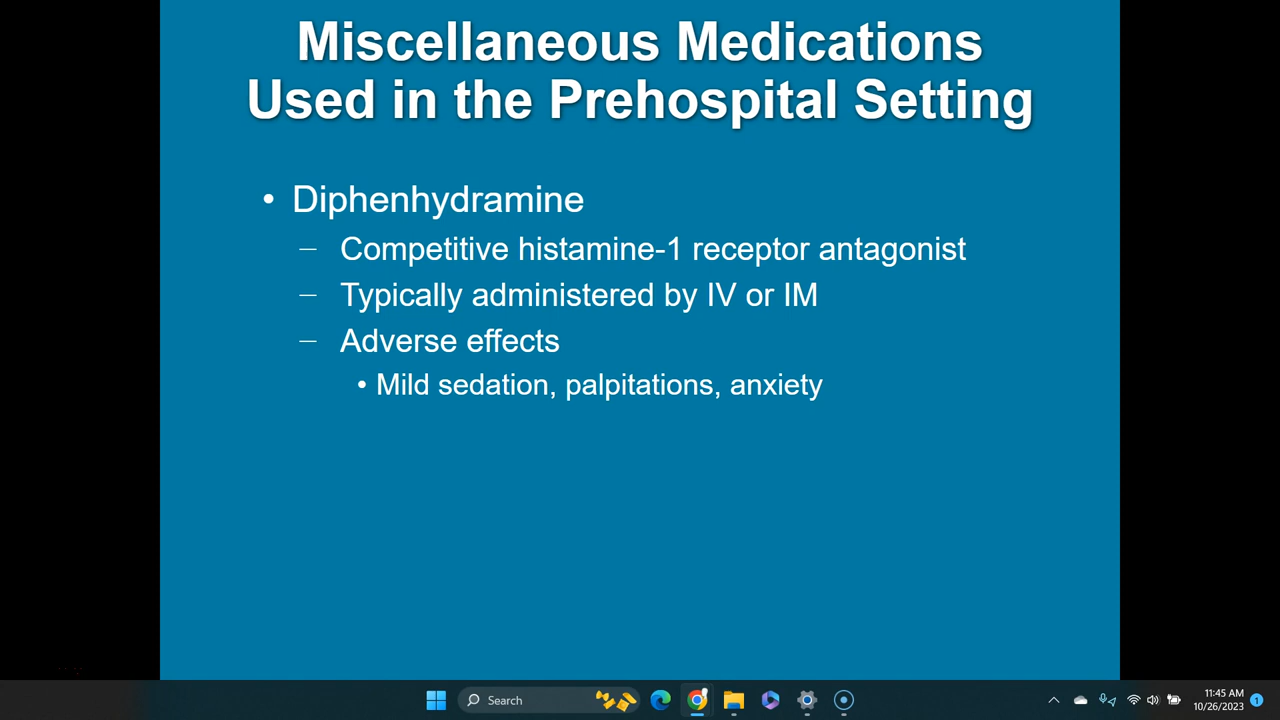 Miscellaneous Medications
Used in the Prehospital Setting
• Diphenhydramine
– Competitive histamine-1 receptor antagonist
– Typically administered by IV or IM
– Adverse effects
• Mild sedation, palpitations, anxiety
Search
11:45 AM
10/26/2023
1